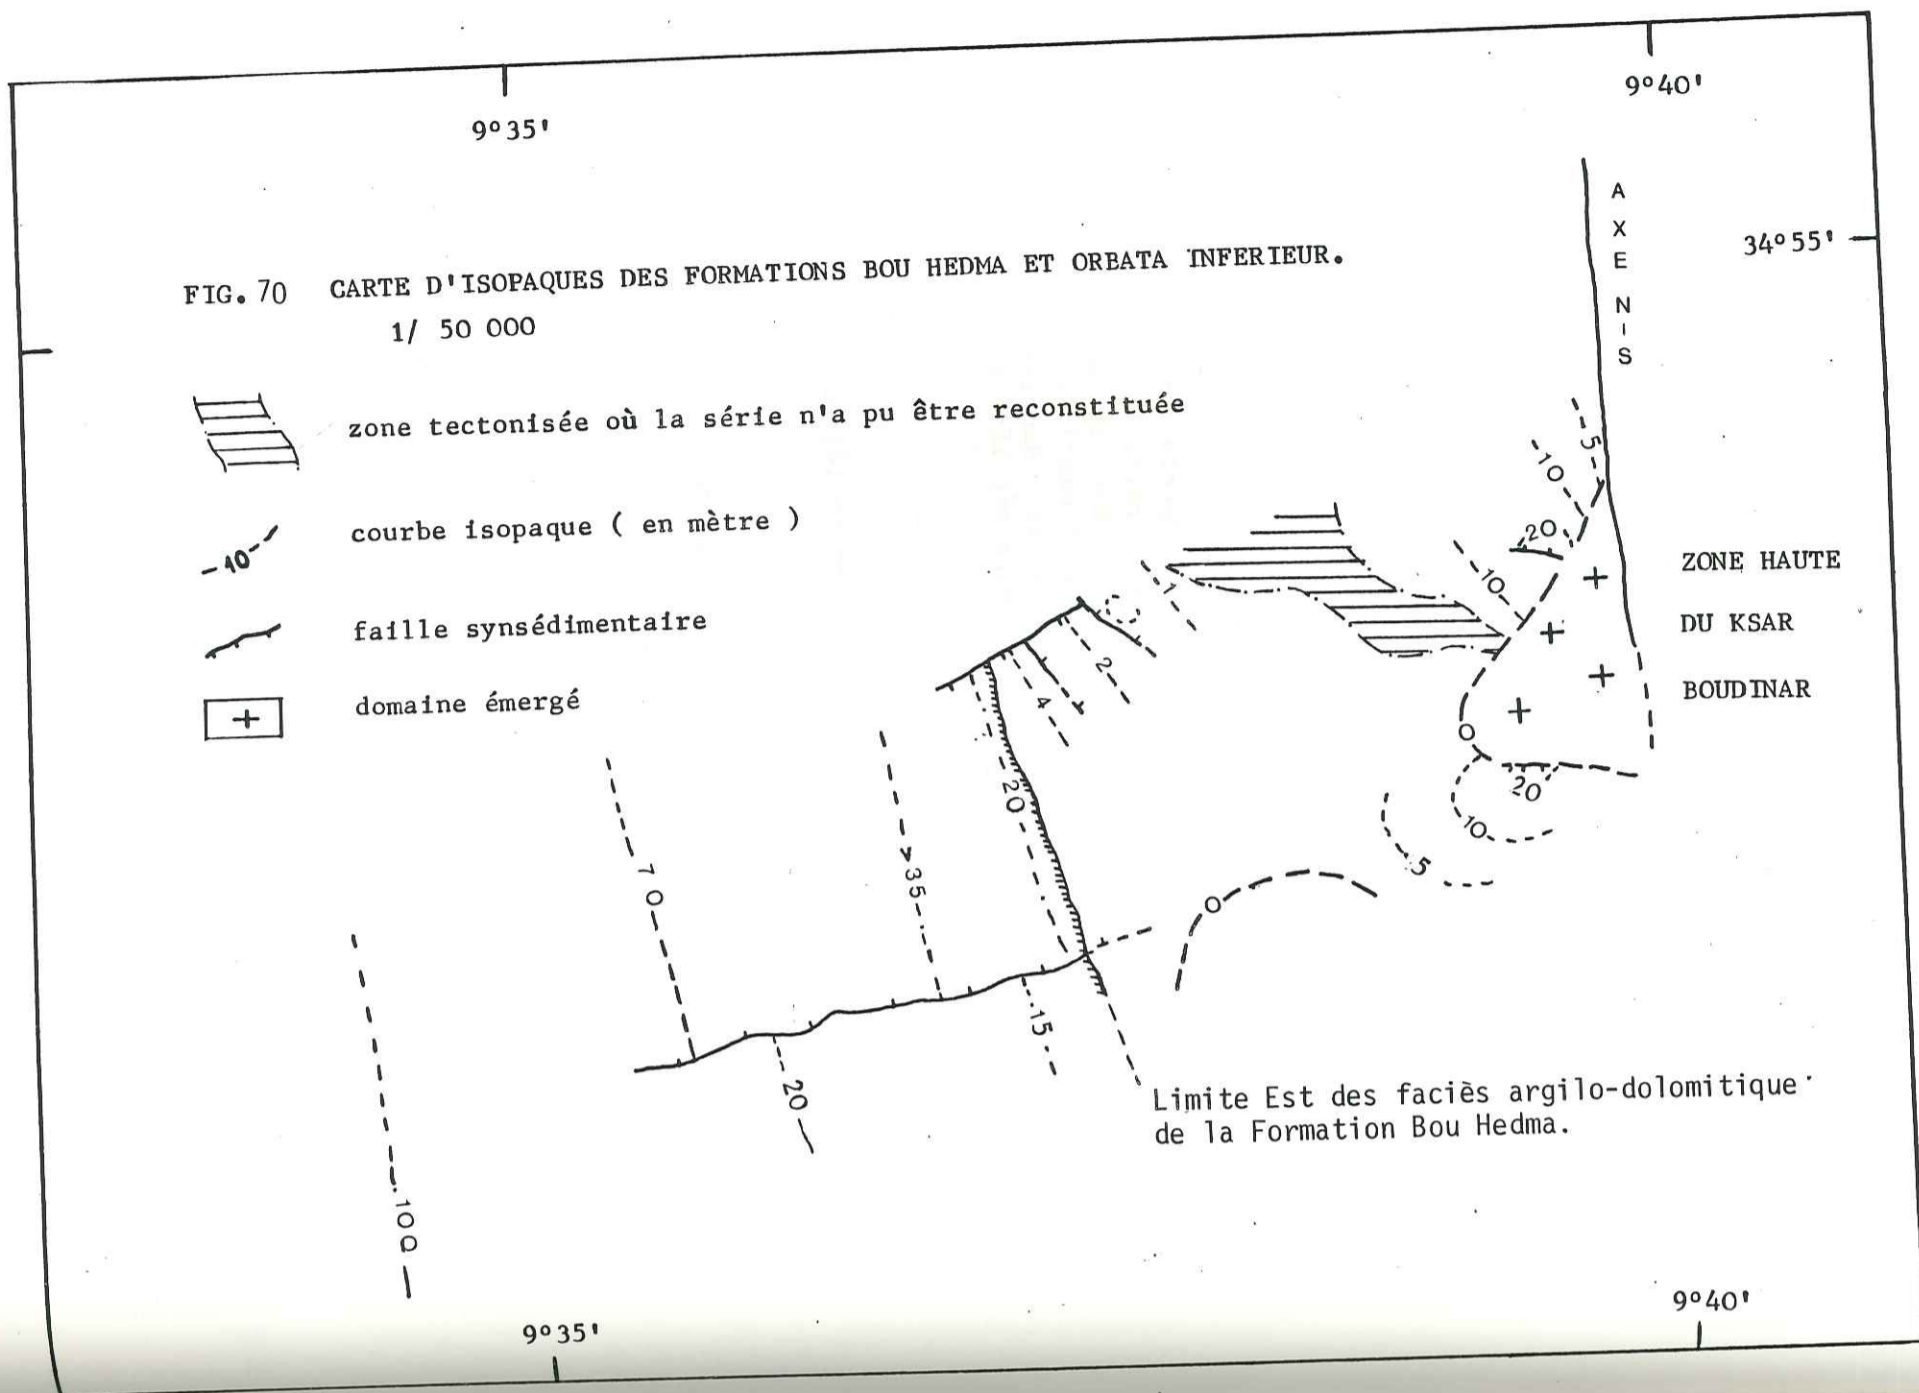 9°35'
9°40'
34°55'
AXE N-S
FIG. 70 CARTE D'ISOPAQUES DES FORMATIONS BOU HEDMA ET ORBATA INFERIEUR.
1/ 50 000
zone tectonisée où la série n'a pu être reconstituée
10
courbe isopaque ( en mètre )
faille synsédimentaire
+
domaine émergé
5
10
20
10
1
2
4
ZONE HAUTE
DU KSAR
BOUDINAR
0
20
10
5
0
20
>35
70
15
20
100
Limite Est des faciès argilo-dolomitique
de la Formation Bou Hedma.
9°35'
9°40'